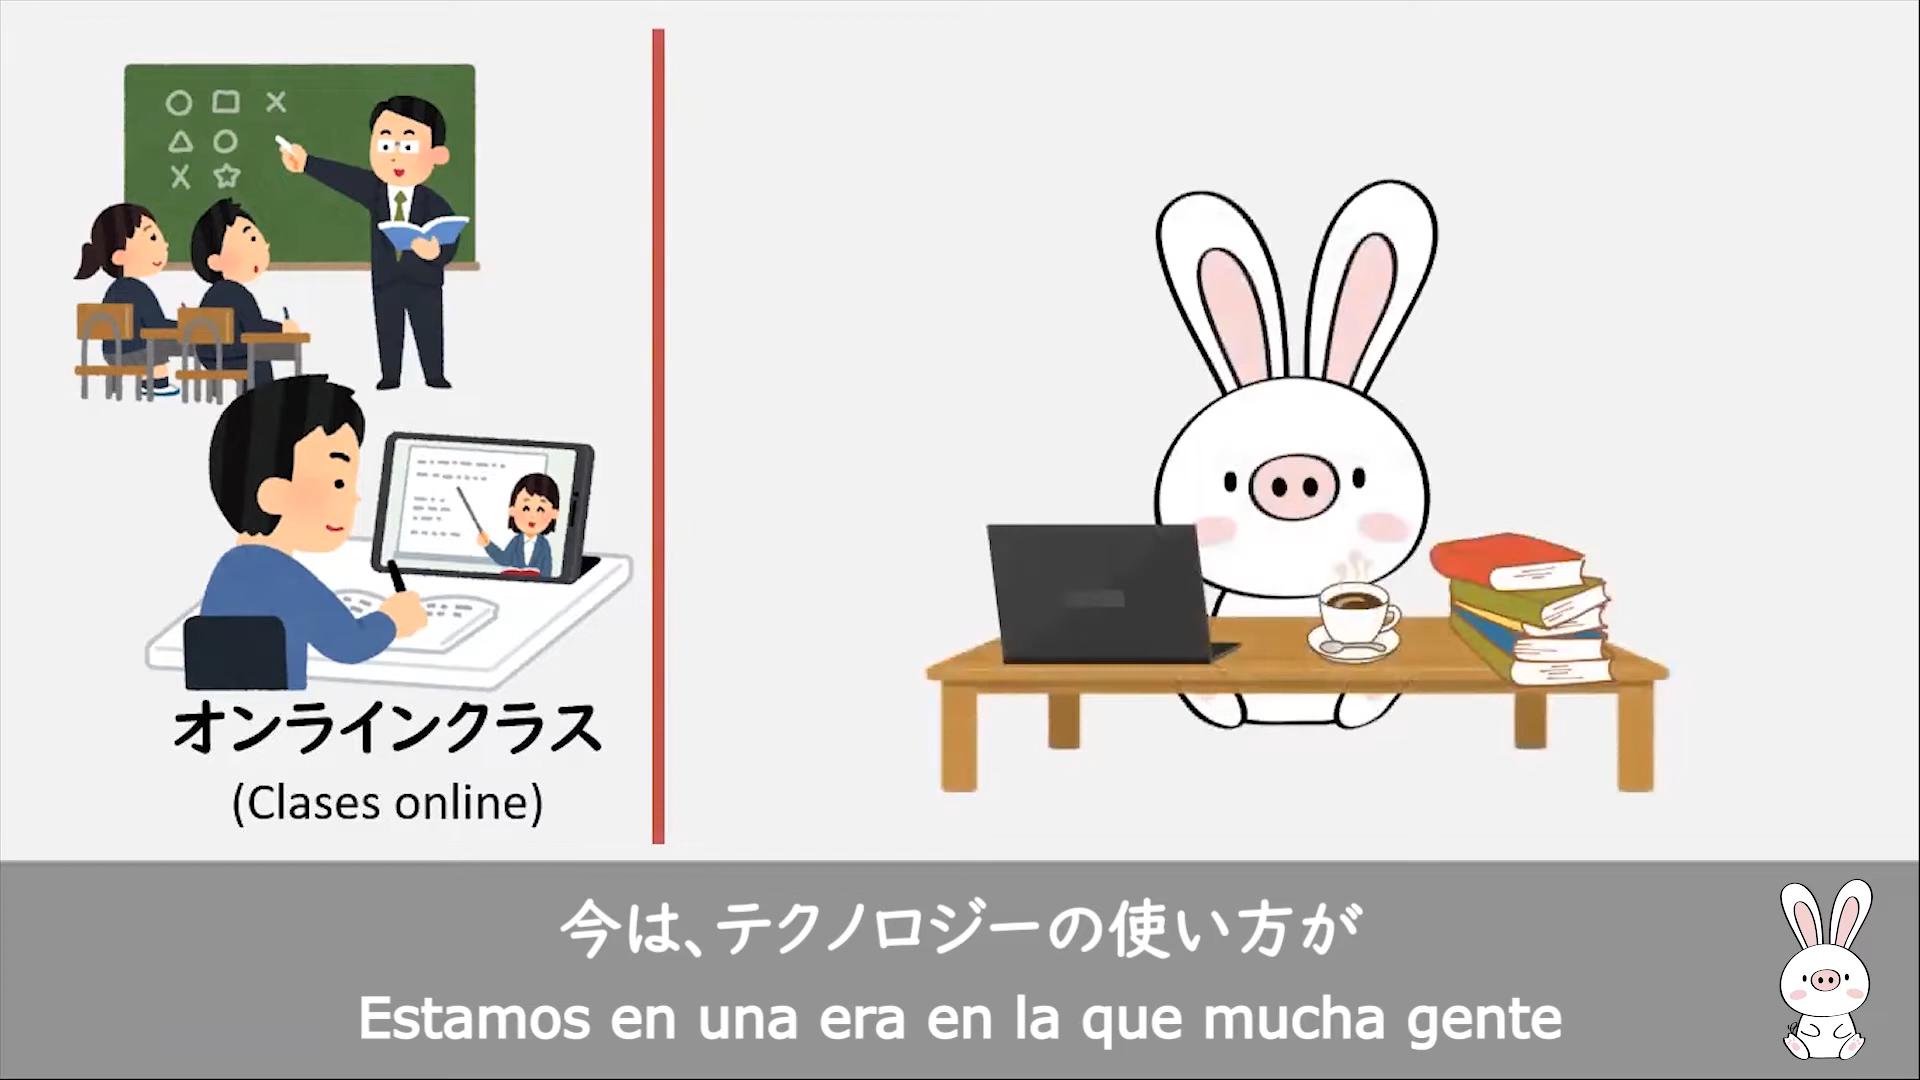 オンラインクラス
(Clases online)
今は、テクノロジーの使い方が
Estamos en una era en la que mucha gente